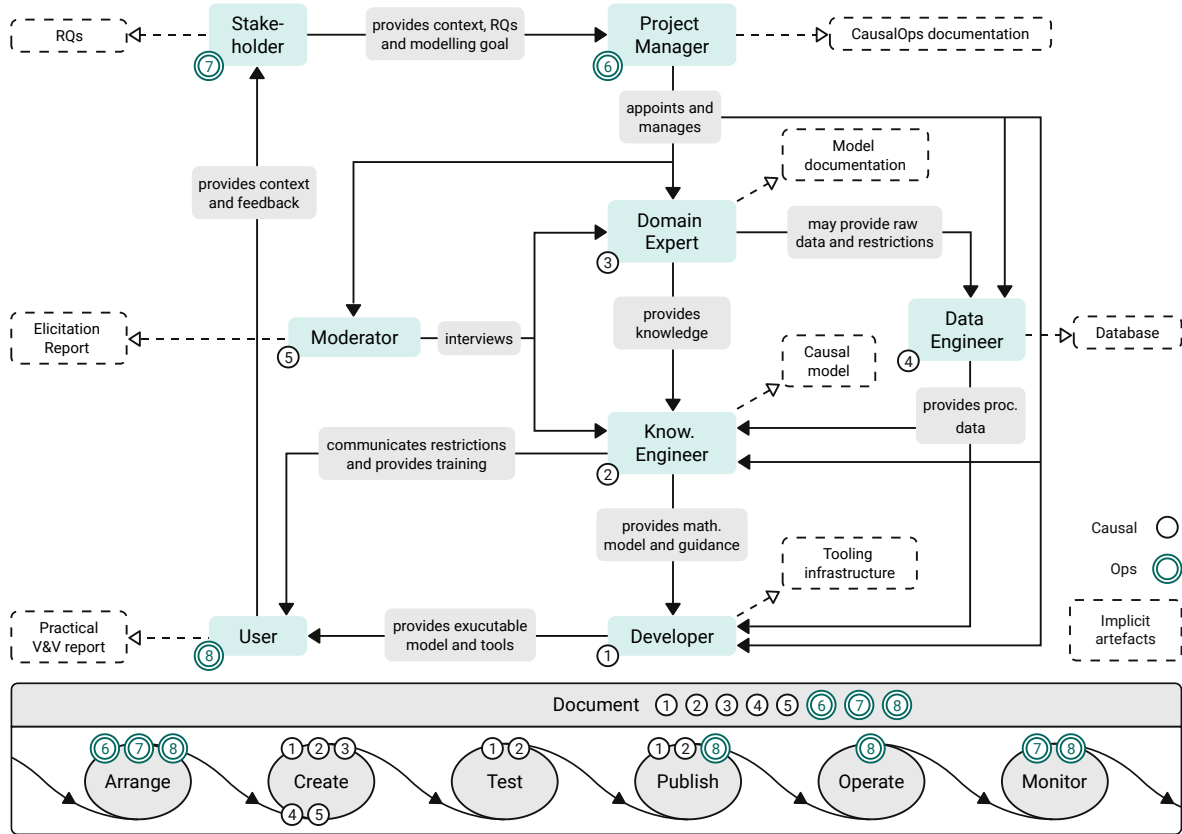 RQs
Stake-
holder
7
provides context, RQs
and modelling goal
Project
Manager
6
CausalOps documentation
appoints and
manages
Model
documentation
provides context
and feedback
Domain
Expert
3
may provide raw
data and restrictions
Elicitation
Report
Moderator
5
interviews
provides
knowledge
Data
Engineer
4
Database
Causal
model
provides proc.
data
communicates restrictions
and provides training
Know.
Engineer
2
provides math.
model and guidance
Tooling
infrastructure
Causal
Ops
Implicit
artefacts
Practical
V&V report
User
8
provides exucutable
model and tools
Developer
1
Document 1 2 3 4 5 6 7 8
6 7 8
Arrange
1 2 3
Create
4 5
1 2
Test
1 2 8
Publish
8
Operate
7 8
Monitor